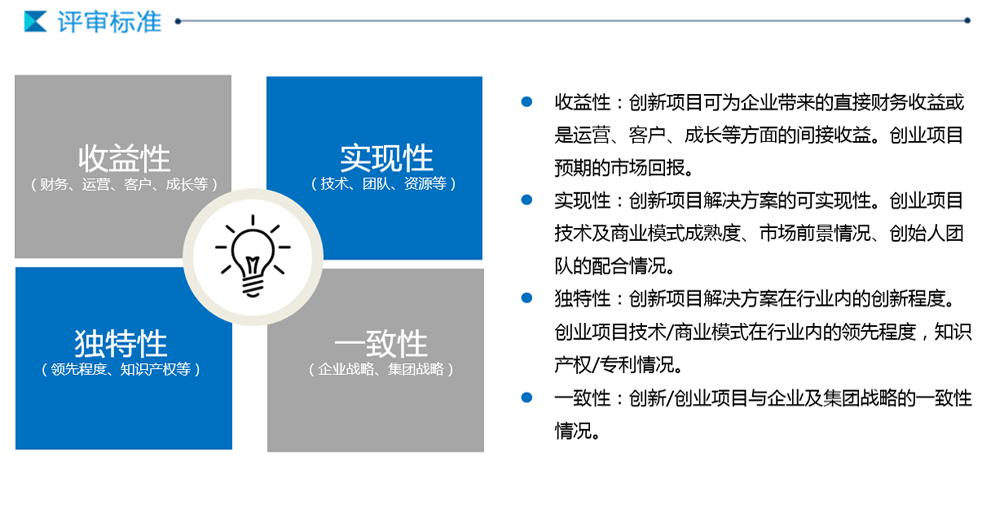 评审标准
收益性
（财务、运营、客户、成长等）
实现性
（技术、团队、资源等）
独特性
（领先程度、知识产权等）
一致性
（企业战略、集团战略）
收益性：创新项目可为企业带来的直接财务收益或
是运营、客户、成长等方面的间接收益。创业项目
预期的市场回报。
实现性：创新项目解决方案的可实现性。创业项目
技术及商业模式成熟度、市场前景情况、创始人团
队的配合情况。
独特性：创新项目解决方案在行业内的创新程度。
创业项目技术/商业模式在行业内的领先程度，知识
产权/专利情况。
一致性：创新/创业项目与企业及集团战略的一致性
情况。